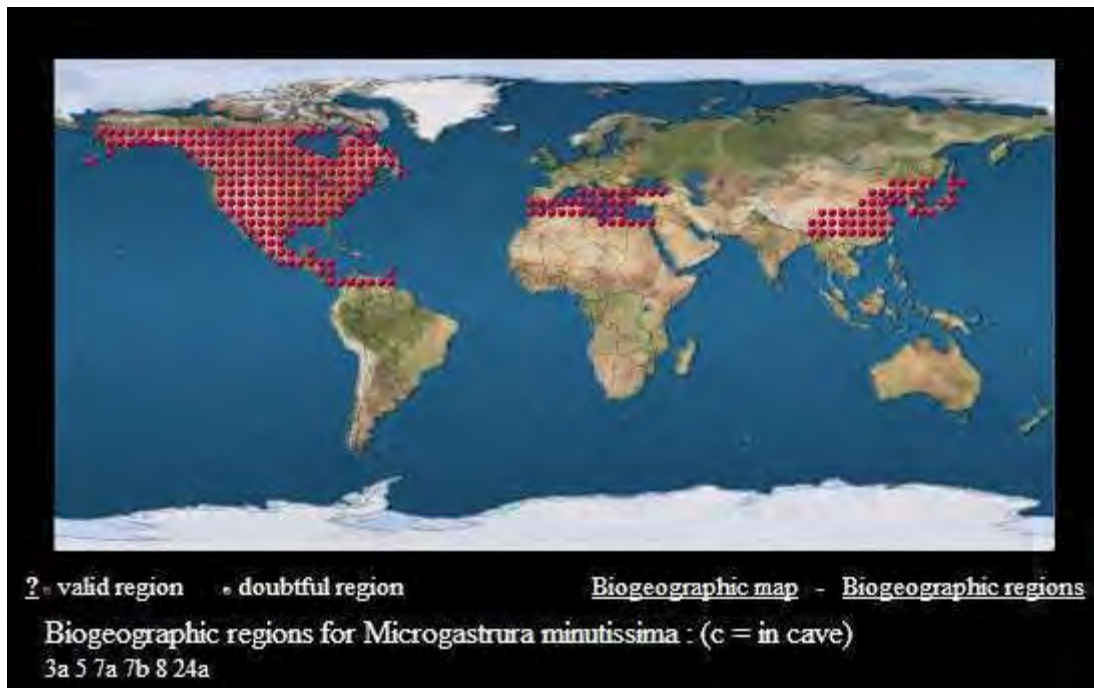 ? valid region doubtful region Biogeographic map - Biogeographic regions
Biogeographic regions for Microgastrura minutissima : (c = in cave)
3a 5 7a 7b 8 24a